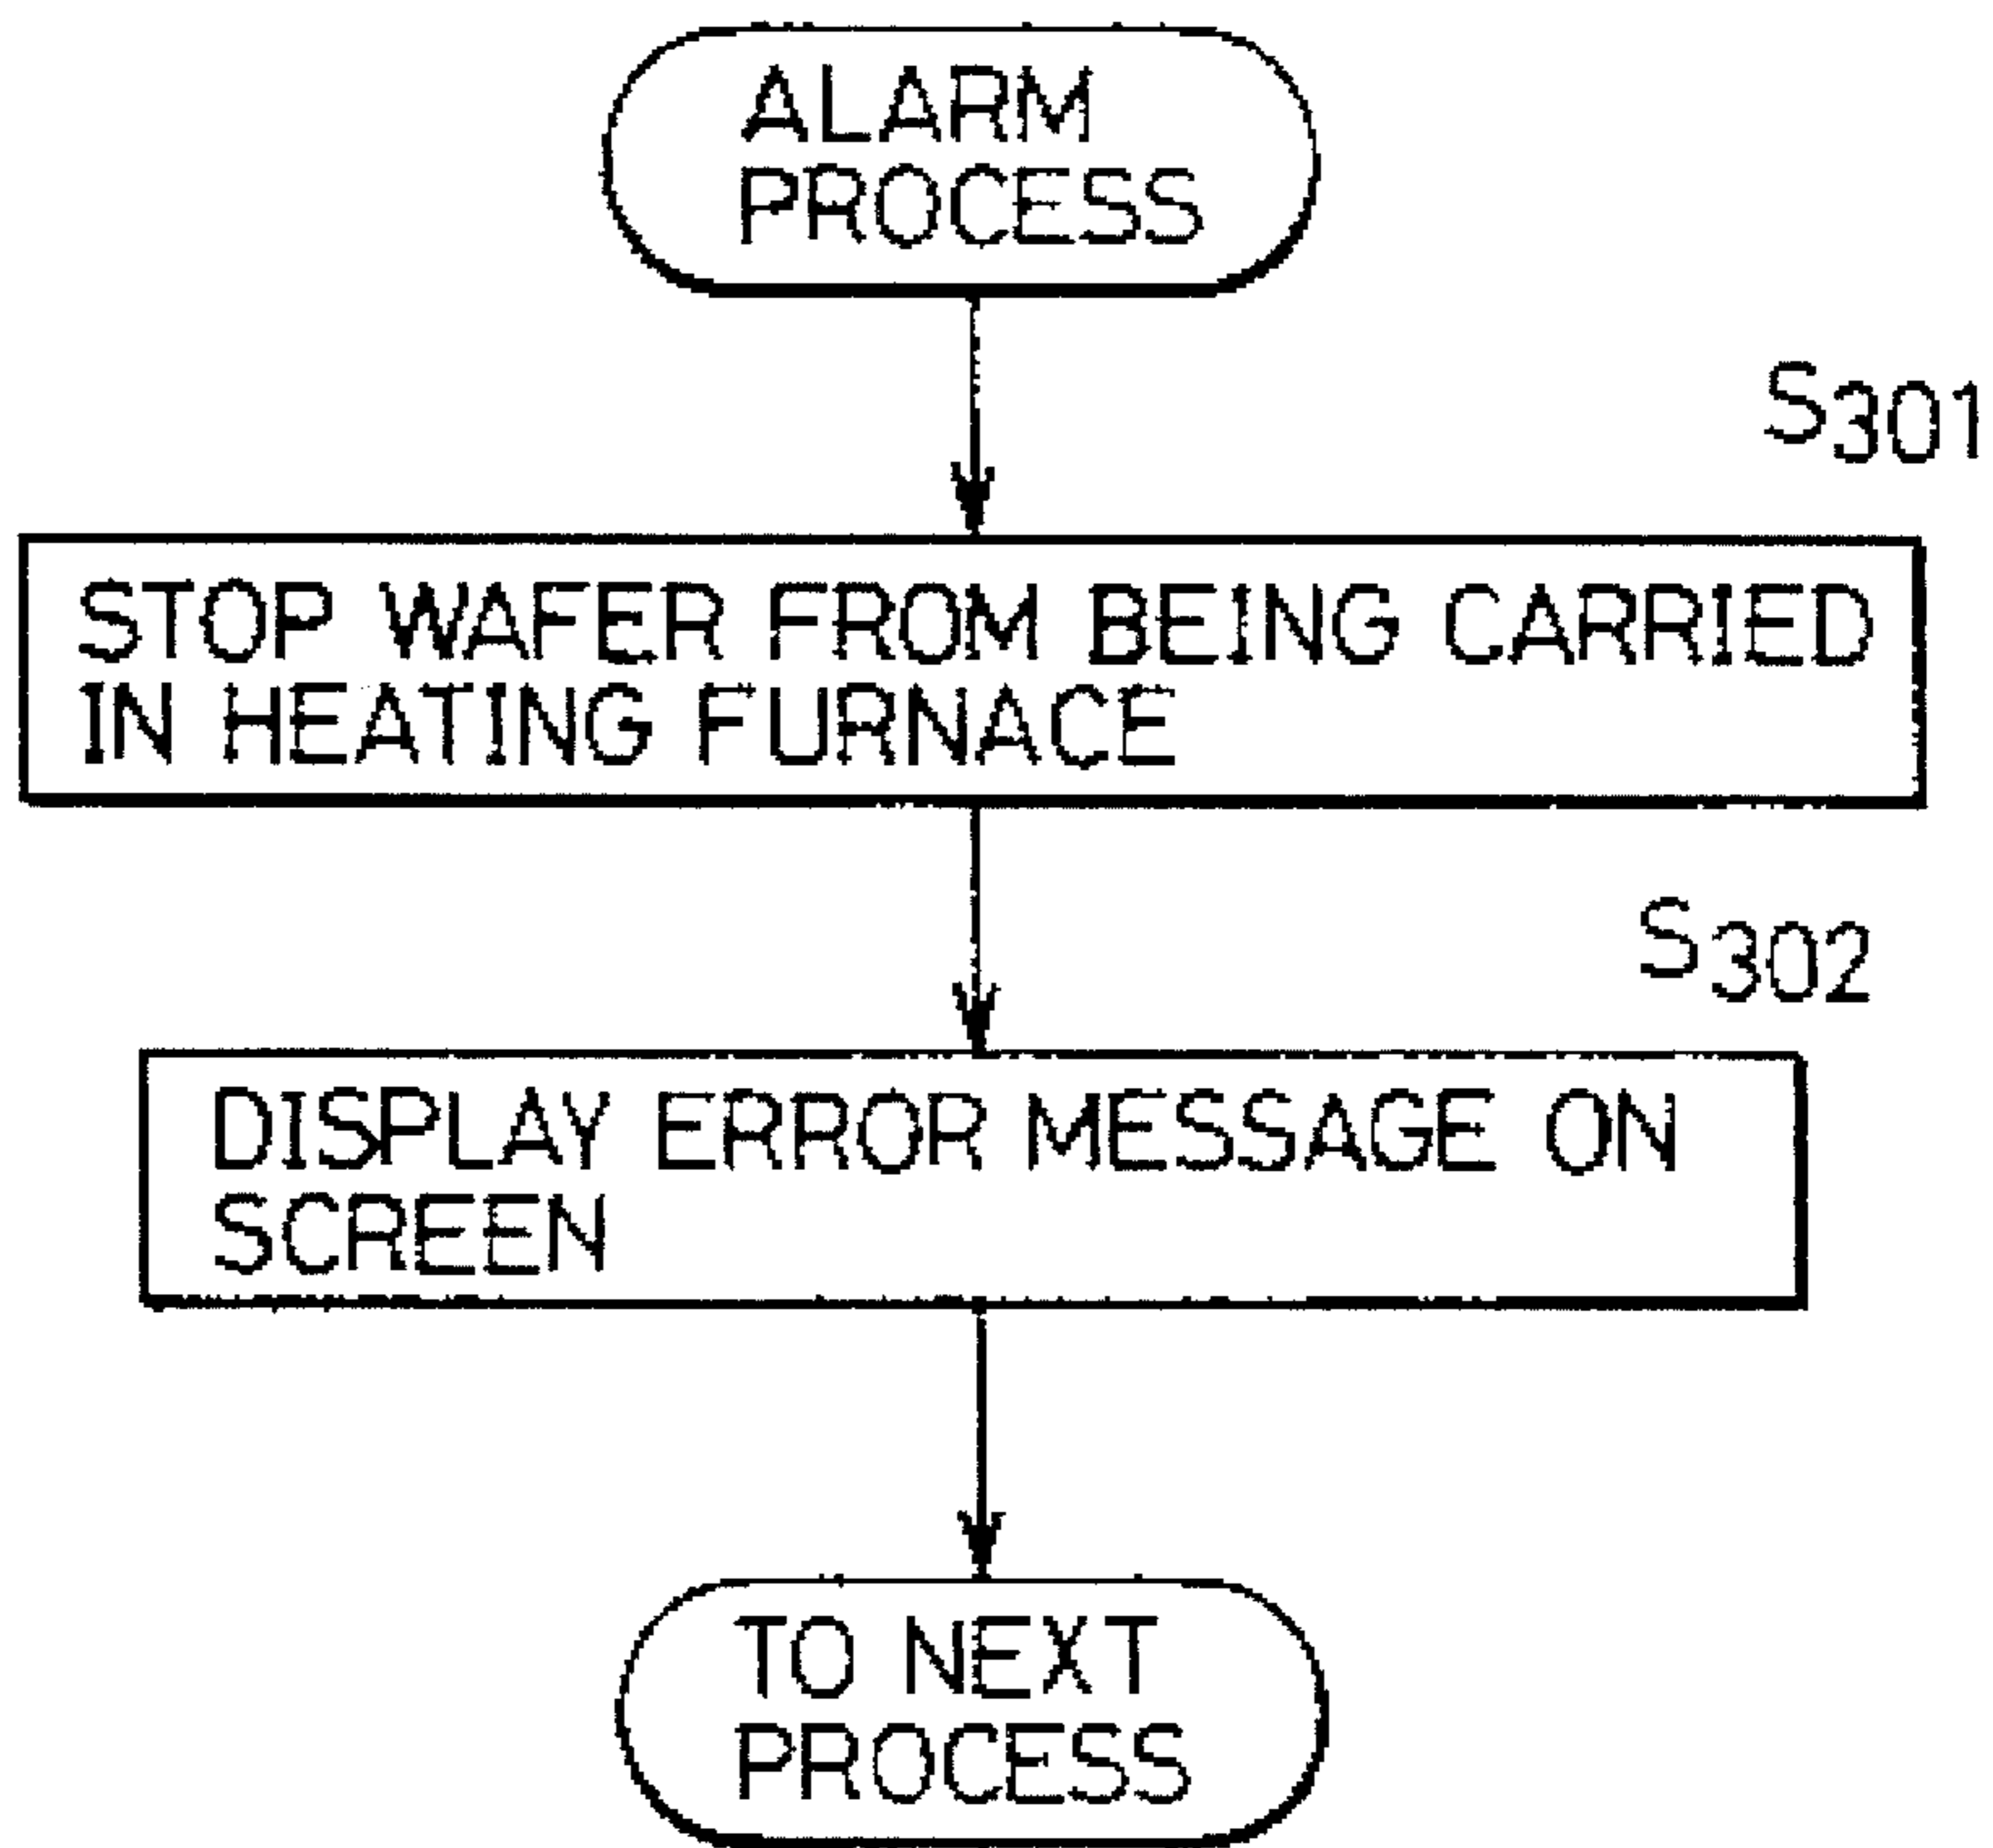 ALARM
PROCESS
S301
STOP WAFER FROM BEING CARRIED
IN HEATING FURNACE
S302
DISPLAY ERROR MESSAGE ON
SCREEN
TO NEXT
PROCESS